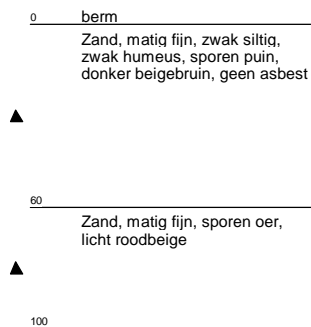 0 berm
Zand, matig fijn, zwak siltig,
zwak humeus, sporen puin,
donker beigebruin, geen asbest
60
Zand, matig fijn, sporen oer,
licht roodbeige
100